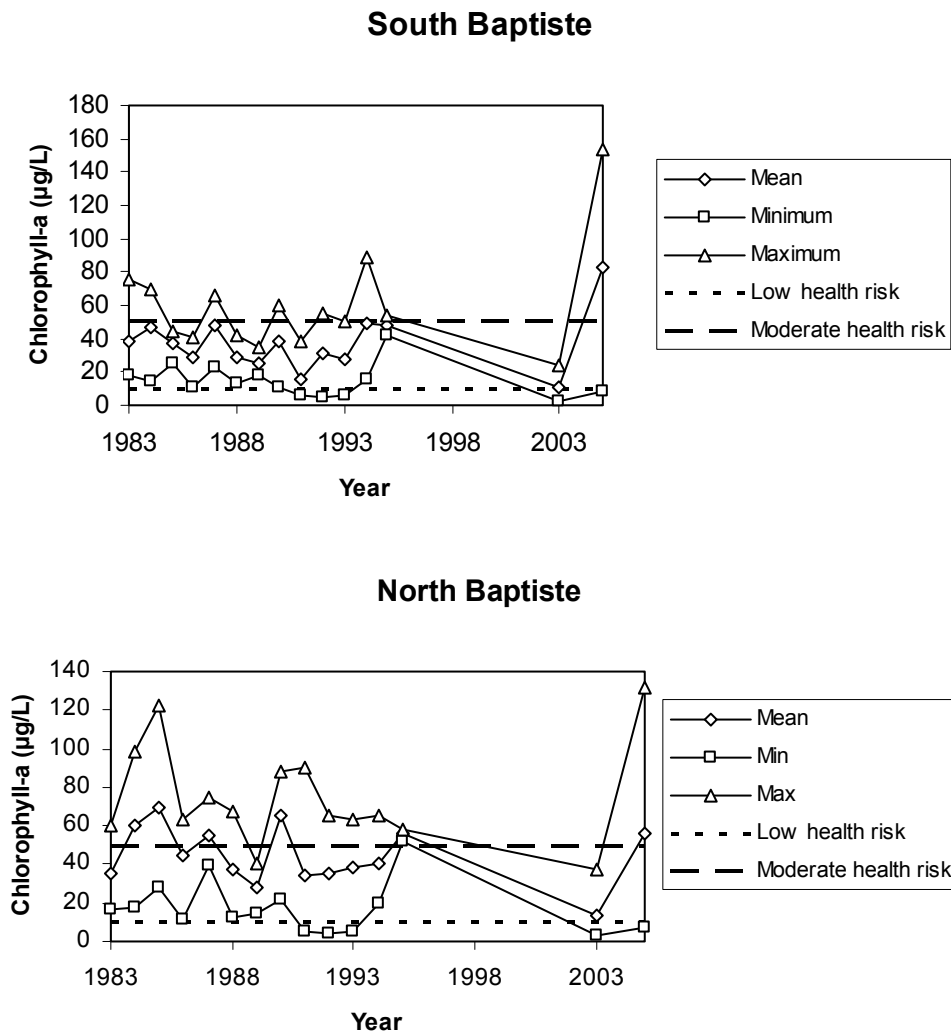 South Baptiste
Chlorophyll-a (µg/L)
180
160
140
120
100
80
60
40
20
0
1983 1988 1993 1998 2003
Year
Mean
Minimum
Maximum
Low health risk
Moderate health risk
North Baptiste
Chlorophyll-a (µg/L)
140
120
100
80
60
40
20
0
1983 1988 1993 1998 2003
Year
Mean
Min
Max
Low health risk
Moderate health risk